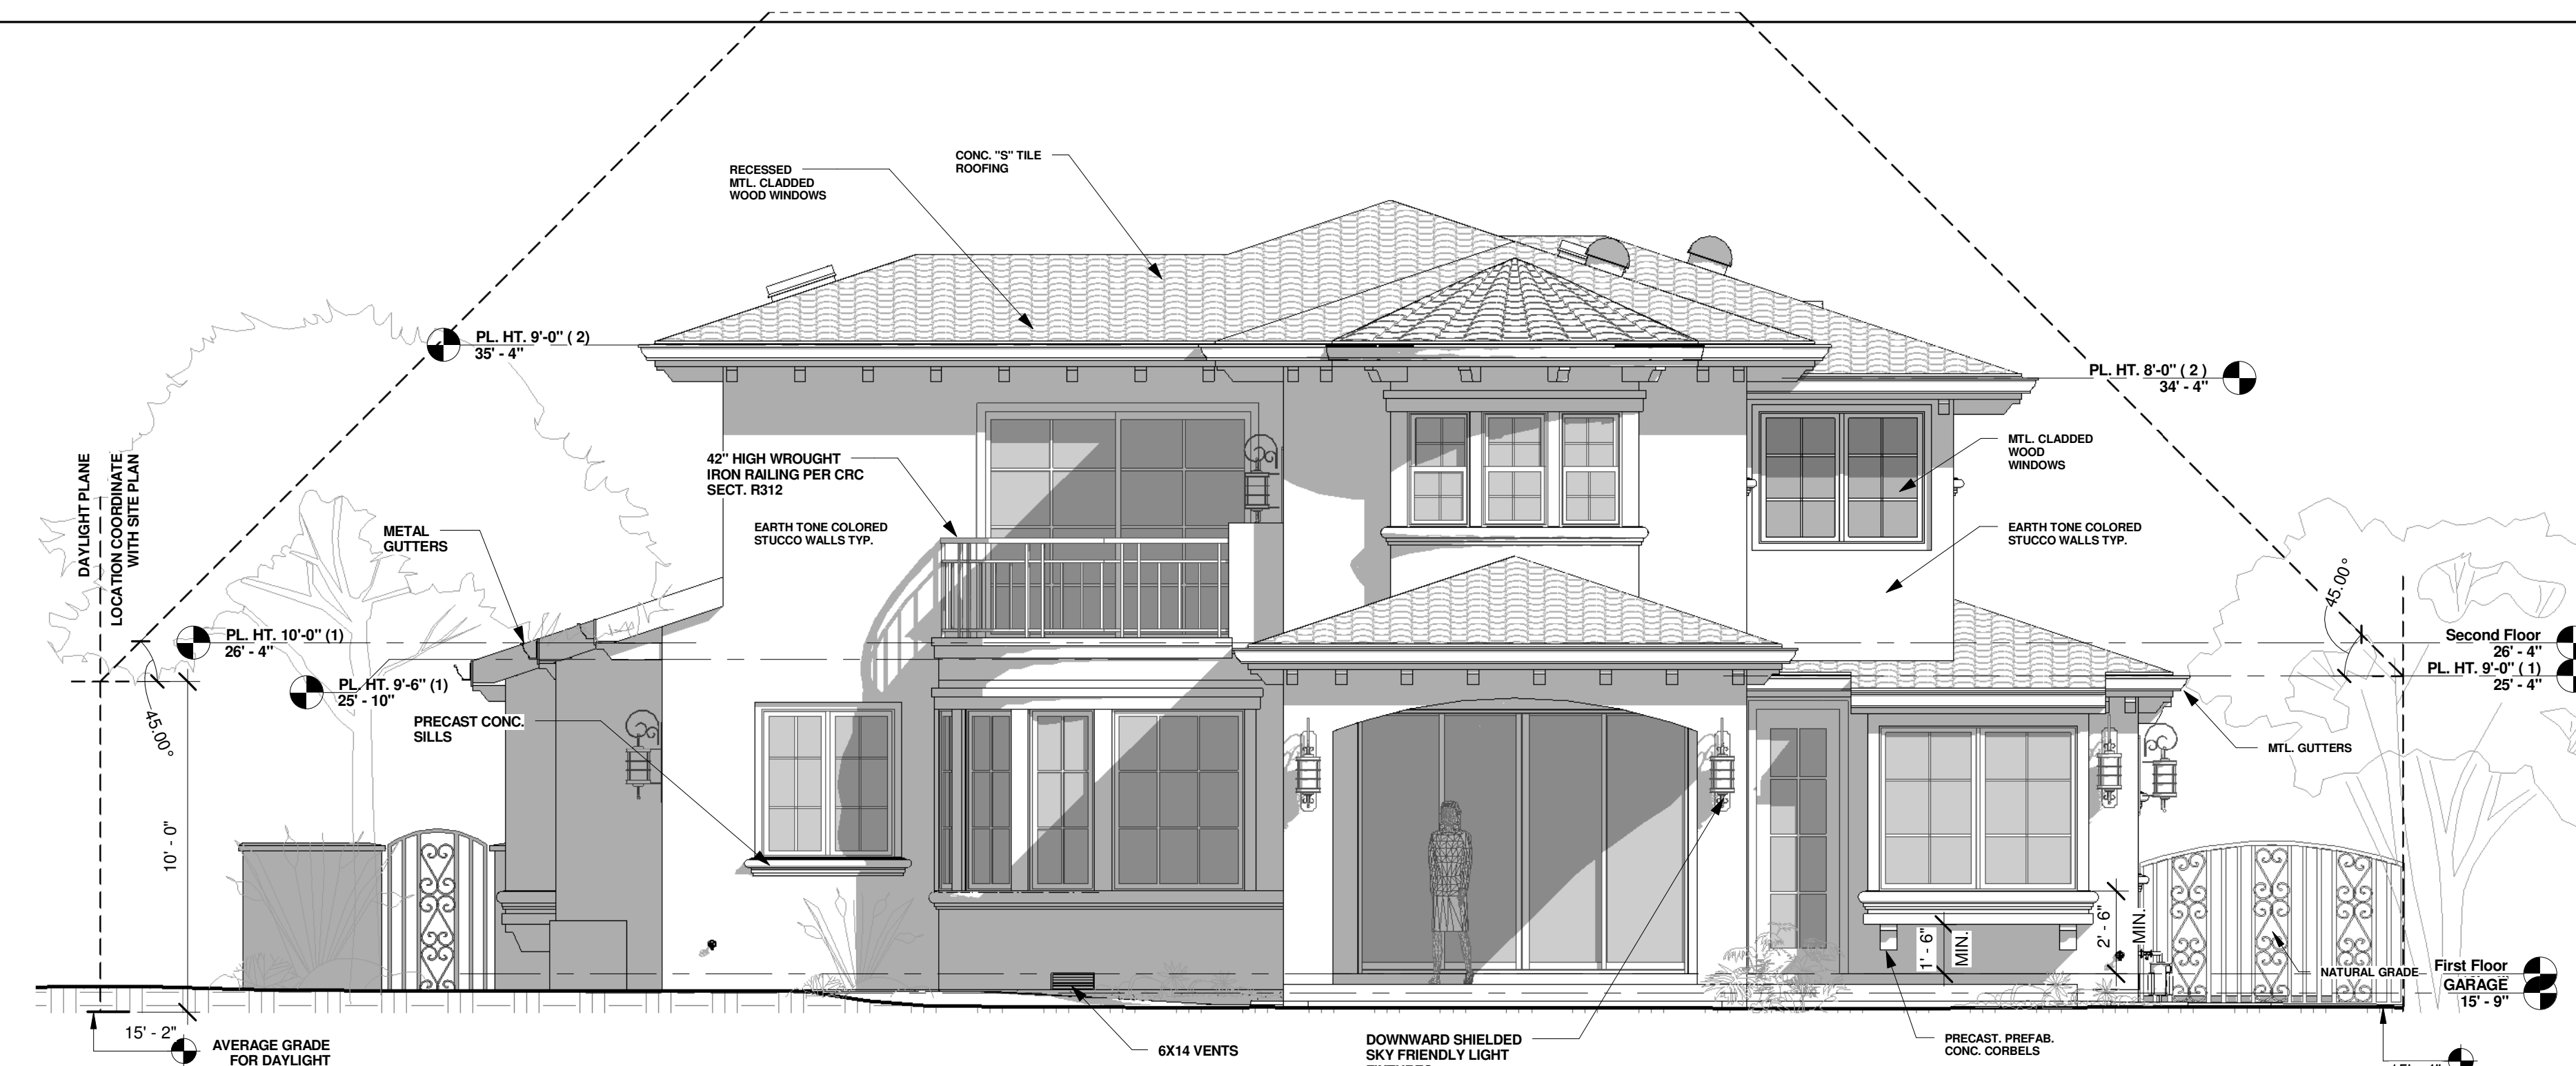 RECESSED
MTL. CLADDED
WOOD WINDOWS
CONC. "S" TILE
ROOFING
PL. HT. 9'-0" ( 2)
35' - 4"
PL. HT. 8'-0" ( 2 )
34' - 4"
MTL. CLADDED
WOOD
WINDOWS
42" HIGH WROUGHT
IRON RAILING PER CRC
SECT. R312
EARTH TONE COLORED
STUCCO WALLS TYP.
EARTH TONE COLORED
STUCCO WALLS TYP.
DAYLIGHT PLANE
LOCATION COORDINATE
WITH SITE PLAN
METAL
GUTTERS
45.00°
PL. HT. 10'-0" (1)
26' - 4"
Second Floor
26' - 4"
PL. HT. 9'-0" ( 1)
25' - 4"
PL. HT. 9'-6" (1)
25' - 10"
45.00°
PRECAST CONC.
SILLS
MTL. GUTTERS
10' - 0"
1' - 6"
MIN.
2' - 6"
MIN.
NATURAL GRADE
First Floor
GARAGE
15' - 9"
15' - 2"
AVERAGE GRADE
FOR DAYLIGHT
6X14 VENTS
DOWNWARD SHIELDED
SKY FRIENDLY LIGHT
PRECAST. PREFAB.
CONC. CORBELS